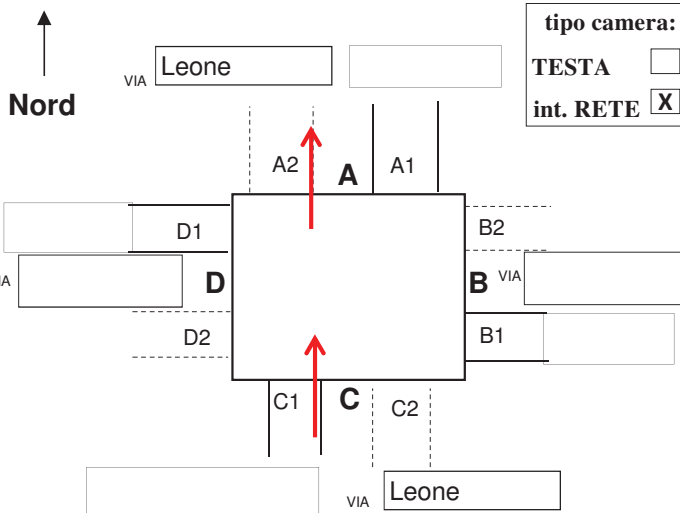 tipo camera:
VIA Leone
TESTA
Nord
int. RETE X
A2 A A1
D1 B2
D B VIA
D2 B1
C1 C C2
VIA Leone